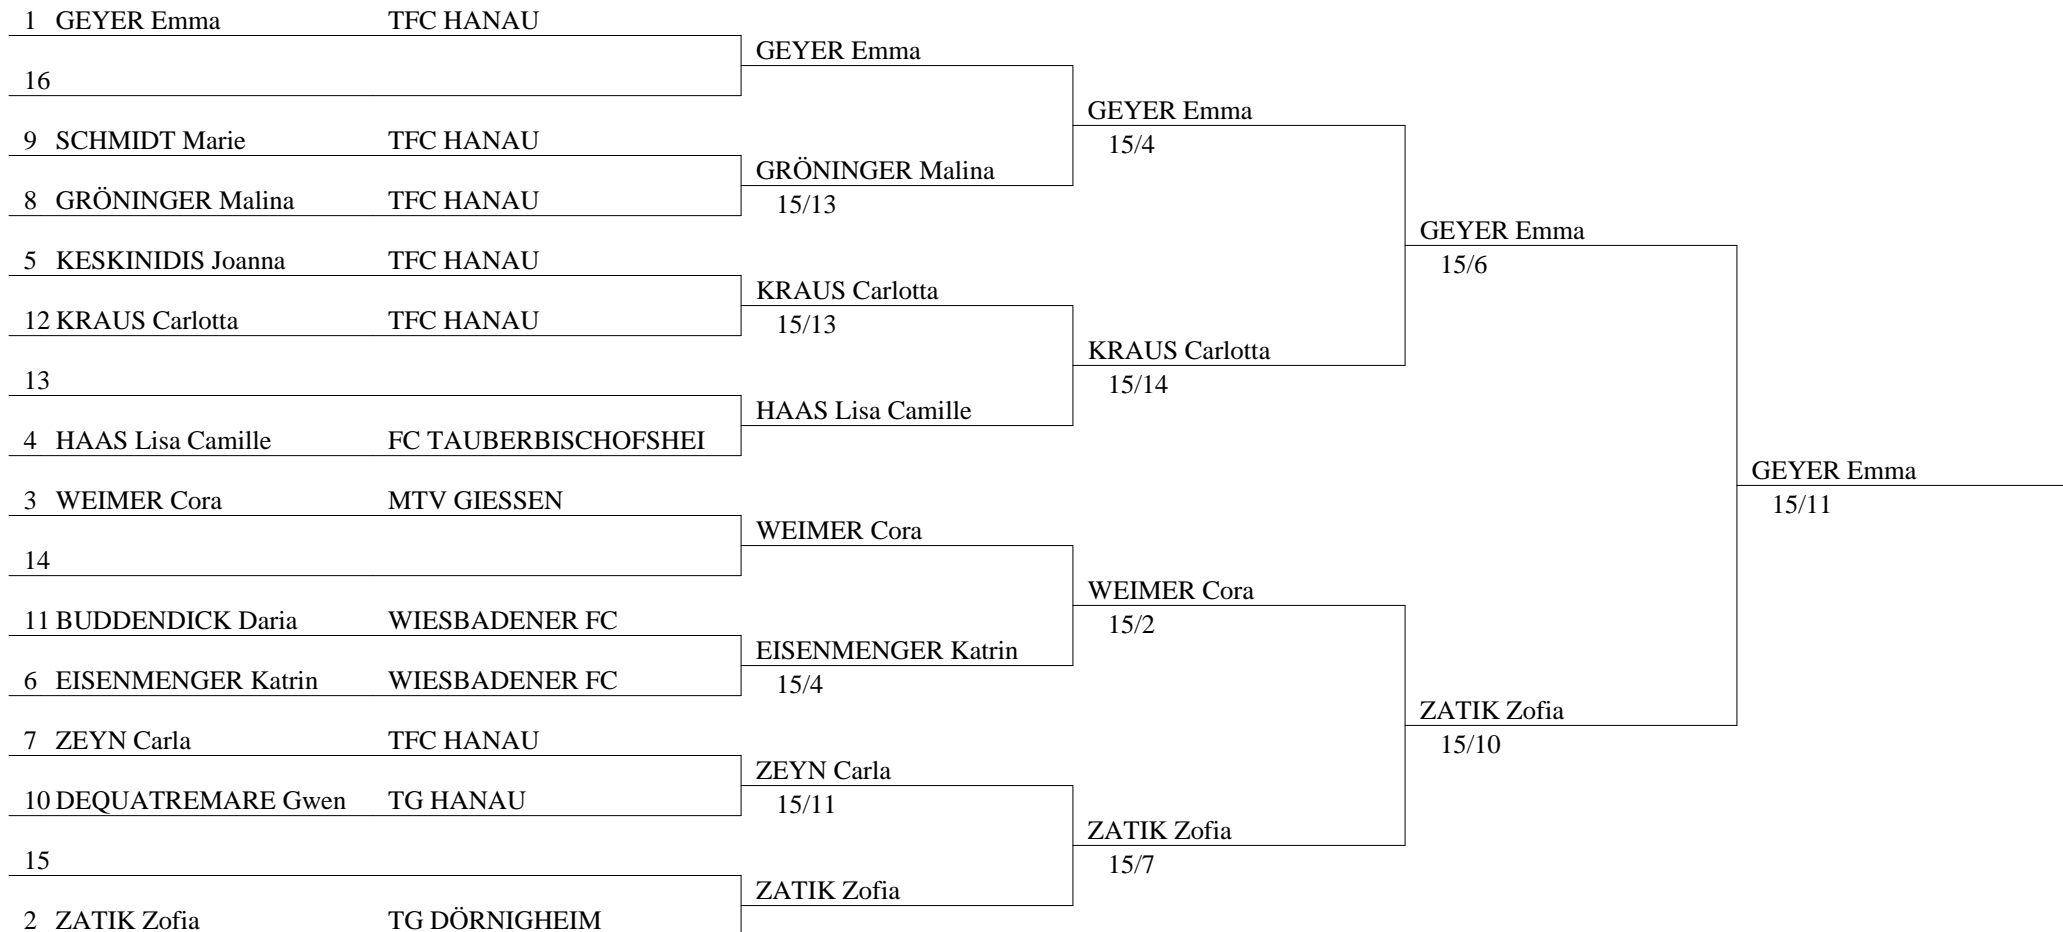 1 GEYER Emma TFC HANAU
16
9 SCHMIDT Marie TFC HANAU
8 GRÖNINGER Malina TFC HANAU
5 KESKINIDIS Joanna TFC HANAU
12 KRAUS Carlotta TFC HANAU
13
4 HAAS Lisa Camille FC TAUBERBISCHOFSHEI
3 WEIMER Cora MTV GIESSEN
14
11 BUDDENDICK Daria WIESBADENER FC
6 EISENMENGER Katrin WIESBADENER FC
7 ZEYN Carla TFC HANAU
10 DEQUATREMARE Gwen TG HANAU
15
2 ZATIK Zofia TG DÖRNIGHEIM
GEYER Emma
GRÖNINGER Malina
15/13
KRAUS Carlotta
15/13
HAAS Lisa Camille
WEIMER Cora
EISENMENGER Katrin
15/4
ZEYN Carla
15/11
ZATIK Zofia
GEYER Emma
15/4
KRAUS Carlotta
15/14
WEIMER Cora
15/2
ZATIK Zofia
15/7
GEYER Emma
15/6
ZATIK Zofia
15/10
GEYER Emma
15/11